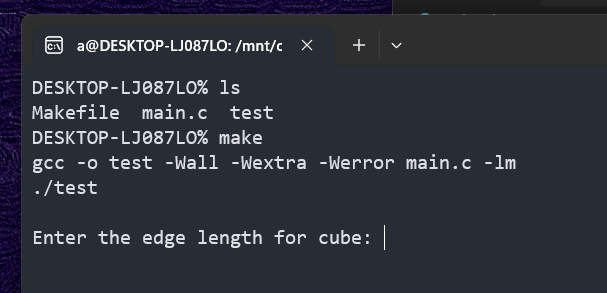 a@DESKTOP-LJ087LO: /mnt/c
DESKTOP-LJ087LO% ls
Makefile main.c test
DESKTOP-LJ087LO% make
gcc -o test -Wall -Wextra -Werror main.c -lm
./test
Enter the edge length for cube: